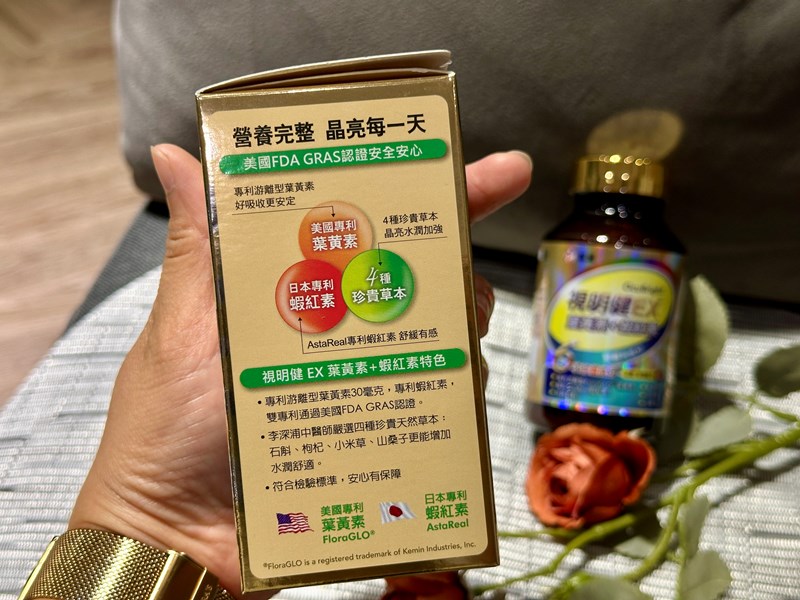 營養完整 晶亮每一天
美國FDA GRAS認證安全安心
專利游離型葉黃素
好吸收更安定
4種珍貴草本
晶亮水潤加強
美國專利
葉黃素
日本專利
蝦紅素
4種
珍貴草本
AstaReal專利蝦紅素 舒緩有感
視明健 EX 葉黃素+蝦紅素特色
•專利游離型葉黃素30毫克，專利蝦紅素，
雙專利通過美國FDA GRAS認證。
•李深浦中醫師嚴選四種珍貴天然草本：
石斛、枸杞、小米草、山桑子更能增加
水潤舒適。
•符合檢驗標準，安心有保障
美國專利
葉黃素
FloraGLO®
日本專利
蝦紅素
AstaReal
®FloraGLO is a registered trademark of Kemin Industries, Inc.
視明健EX